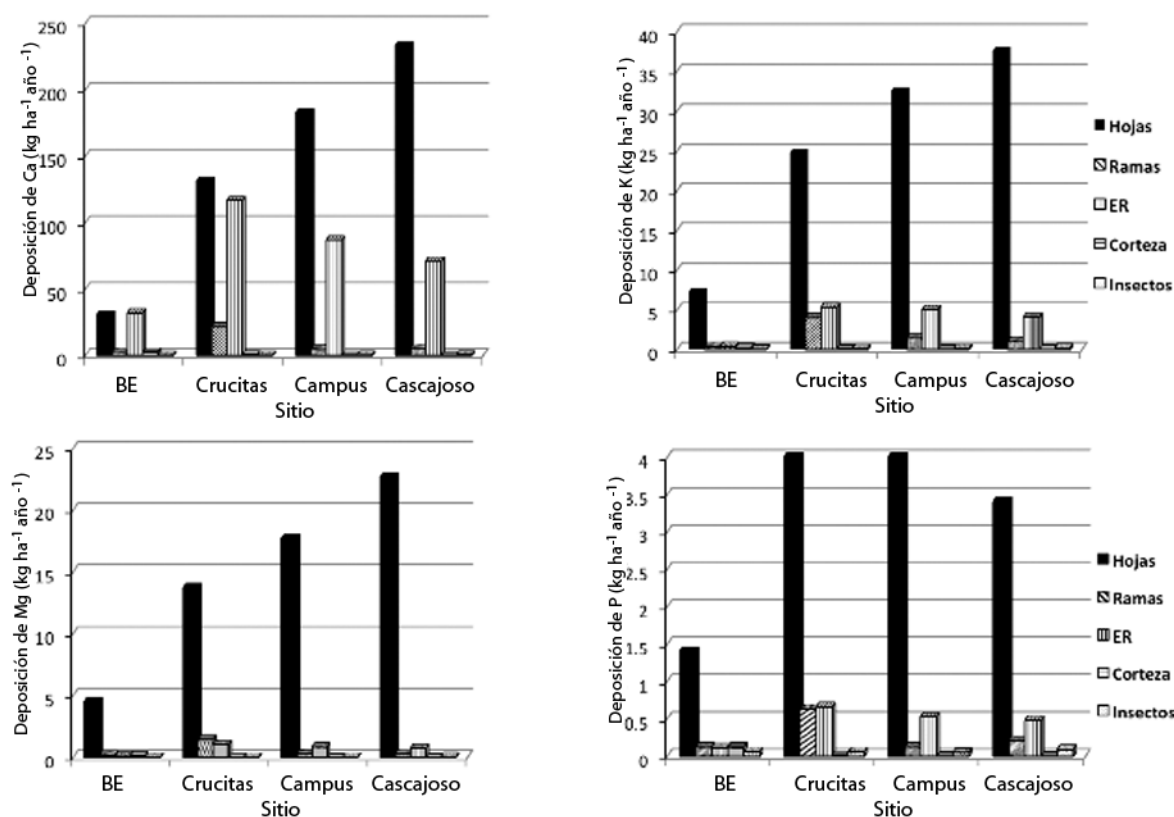 Deposición de Ca (kg ha⁻¹ año ⁻¹)
250
200
150
100
50
0
BE Crucitas Campus Cascajoso
Sitio
Deposición de K (kg ha⁻¹ año ⁻¹)
40
35
30
25
20
15
10
5
0
BE Crucitas Campus Cascajoso
Sitio
Hojas
Ramas
ER
Corteza
Insectos
Deposición de Mg (kg ha⁻¹ año ⁻¹)
25
20
15
10
5
0
BE Crucitas Campus Cascajoso
Sitio
Deposición de P (kg ha⁻¹ año⁻¹)
4
3.5
3
2.5
2
1.5
1
0.5
0
BE Crucitas Campus Cascajoso
Sitio
Hojas
Ramas
ER
Corteza
Insectos